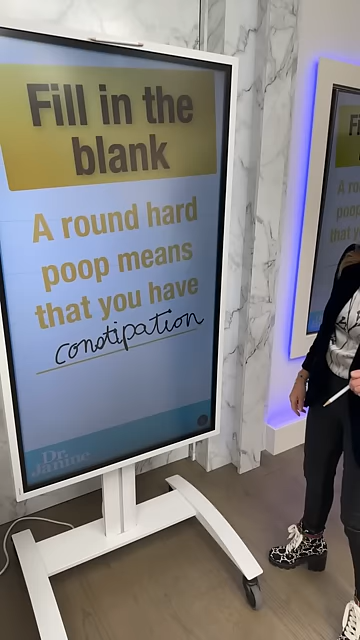 Fill in the
blank
A round hard
poop means
that you have
constipation
Dr.
Janine